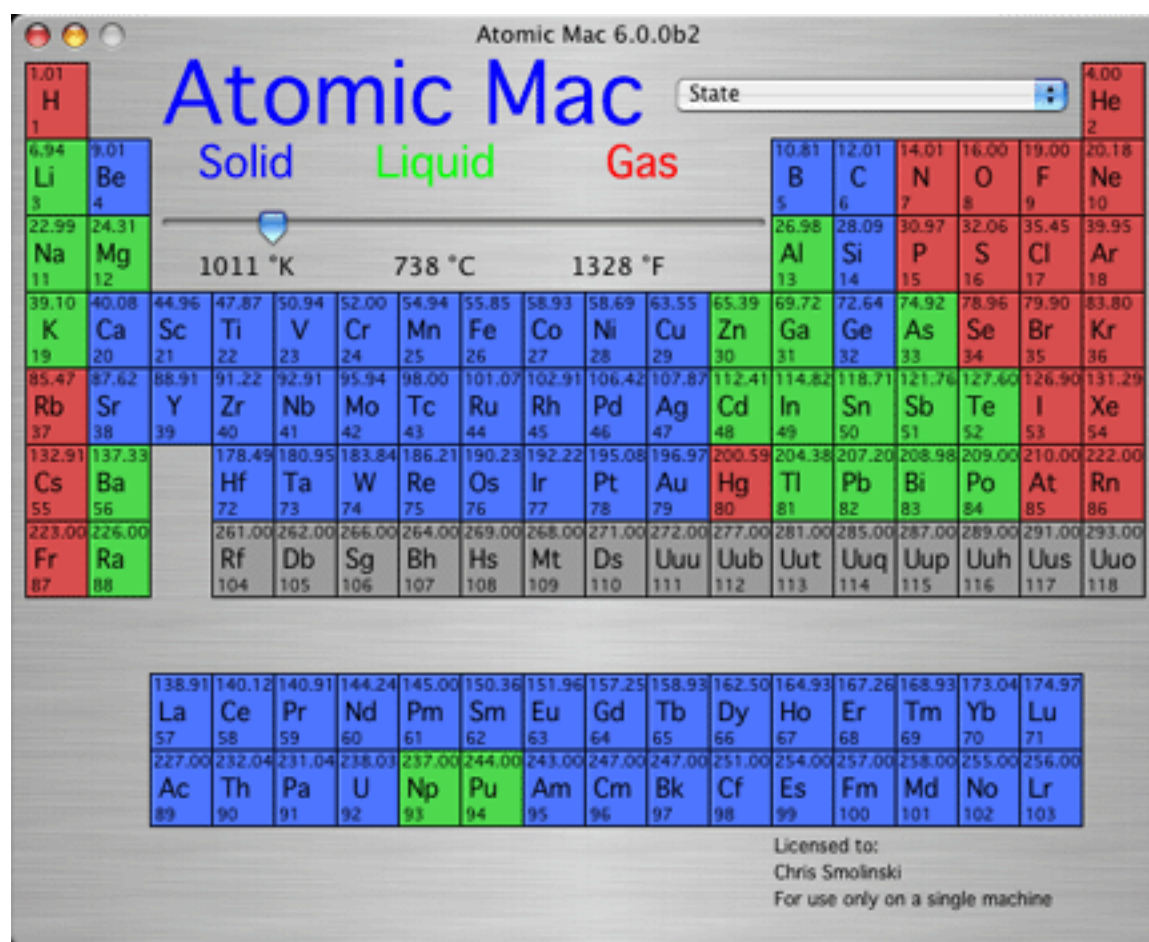 Atomic Mac 6.0.0b2
Atomic Mac
State
Solid Liquid Gas
1011 °K 738 °C 1328 °F
1.01 4.00
H He
1 2
6.94 9.01 10.81 12.01 14.01 16.00 19.00 20.18
Li Be B C N O F Ne
3 4 5 6 7 8 9 10
22.99 24.31 26.98 28.09 30.97 32.06 35.45 39.95
Na Mg Al Si P S Cl Ar
11 12 13 14 15 16 17 18
39.10 40.08 44.96 47.87 50.94 52.00 54.94 55.85 58.93 58.69 63.55 65.39 69.72 72.64 74.92 78.96 79.90 83.80
K Ca Sc Ti V Cr Mn Fe Co Ni Cu Zn Ga Ge As Se Br Kr
19 20 21 22 23 24 25 26 27 28 29 30 31 32 33 34 35 36
85.47 87.62 88.91 91.22 92.91 95.94 98.00 101.07 102.91 106.42 107.87 112.41 114.82 118.71 121.76 127.60 126.90 131.29
Rb Sr Y Zr Nb Mo Tc Ru Rh Pd Ag Cd In Sn Sb Te I Xe
37 38 39 40 41 42 43 44 45 46 47 48 49 50 51 52 53 54
132.91 137.33 178.49 180.95 183.84 186.21 190.23 192.22 195.08 196.97 200.59 204.38 207.20 208.98 209.00 210.00 222.00
Cs Ba Hf Ta W Re Os Ir Pt Au Hg Tl Pb Bi Po At Rn
55 56 72 73 74 75 76 77 78 79 80 81 82 83 84 85 86
223.00 226.00 261.00 262.00 266.00 264.00 269.00 268.00 271.00 272.00 277.00 281.00 285.00 287.00 289.00 291.00 293.00
Fr Ra Rf Db Sg Bh Hs Mt Ds Uuu Uub Uut Uuq Uup Uuh Uus Uuo
87 88 104 105 106 107 108 109 110 111 112 113 114 115 116 117 118
138.91 140.12 140.91 144.24 145.00 150.36 151.96 157.25 158.93 162.50 164.93 167.26 168.93 173.04 174.97
La Ce Pr Nd Pm Sm Eu Gd Tb Dy Ho Er Tm Yb Lu
57 58 59 60 61 62 63 64 65 66 67 68 69 70 71
227.00 232.04 231.04 238.03 237.00 244.00 243.00 247.00 247.00 251.00 254.00 257.00 258.00 255.00 256.00
Ac Th Pa U Np Pu Am Cm Bk Cf Es Fm Md No Lr
89 90 91 92 93 94 95 96 97 98 99 100 101 102 103
Licensed to:
Chris Smolinski
For use only on a single machine